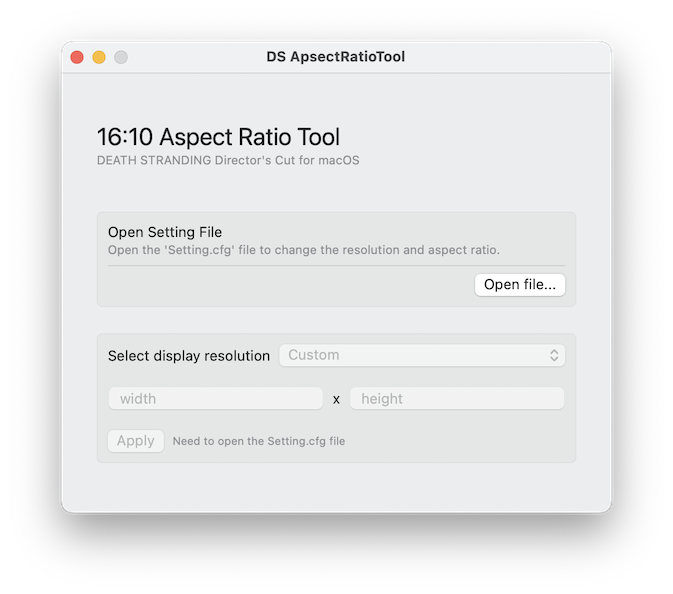 DS ApsectRatioTool
16:10 Aspect Ratio Tool
DEATH STRANDING Director's Cut for macOS
Open Setting File
Open the 'Setting.cfg' file to change the resolution and aspect ratio.
Open file...
Select display resolution Custom
width x height
Apply Need to open the Setting.cfg file